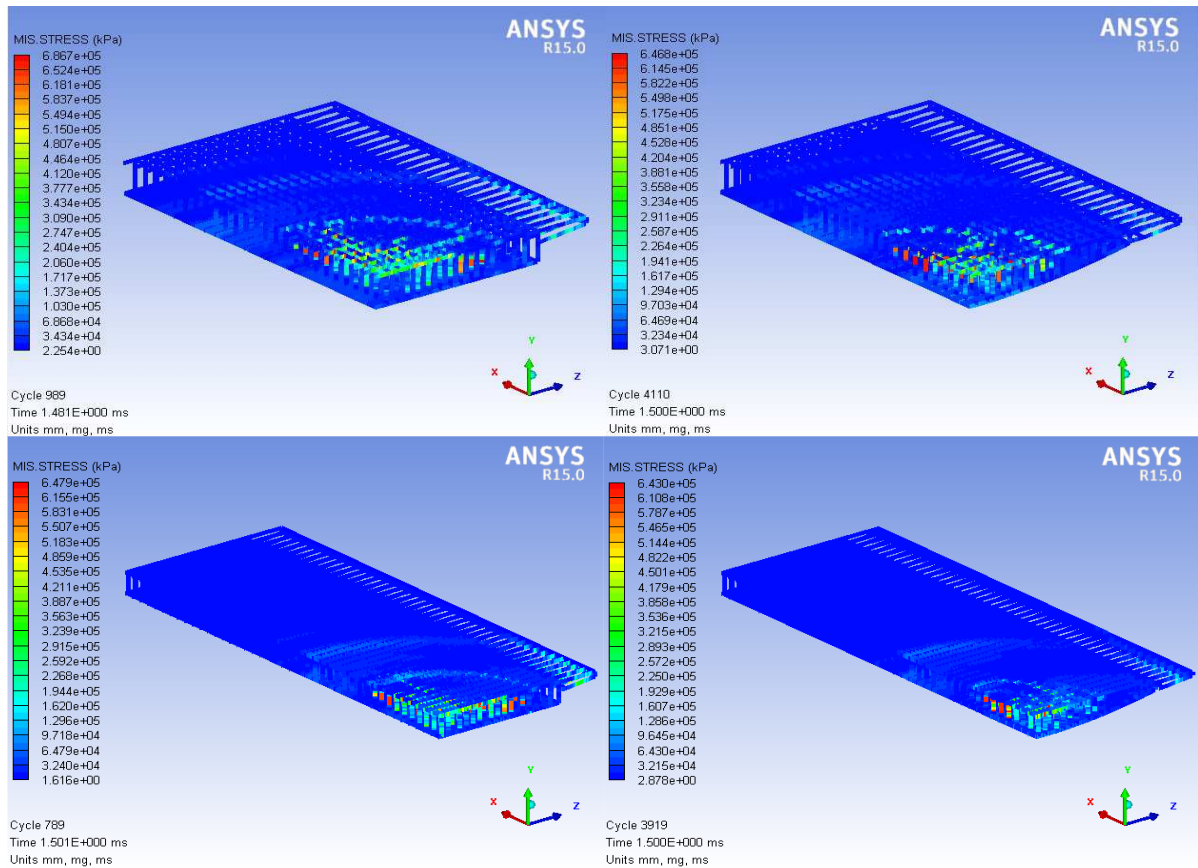 ANSYS
R15.0
MIS.STRESS (kPa)
6.867e+05
6.524e+05
6.181e+05
5.837e+05
5.494e+05
5.150e+05
4.807e+05
4.464e+05
4.120e+05
3.777e+05
3.434e+05
3.090e+05
2.747e+05
2.404e+05
2.060e+05
1.717e+05
1.373e+05
1.030e+05
6.868e+04
3.434e+04
2.254e+00
Y
X
Z
Cycle 989
Time 1.481E+000 ms
Units mm, mg, ms
ANSYS
R15.0
MIS.STRESS (kPa)
6.468e+05
6.145e+05
5.822e+05
5.498e+05
5.175e+05
4.851e+05
4.528e+05
4.204e+05
3.881e+05
3.558e+05
3.234e+05
2.911e+05
2.587e+05
2.264e+05
1.941e+05
1.617e+05
1.294e+05
9.703e+04
6.469e+04
3.234e+04
3.071e+00
Y
X
Z
Cycle 4110
Time 1.500E+000 ms
Units mm, mg, ms
ANSYS
R15.0
MIS.STRESS (kPa)
6.479e+05
6.155e+05
5.831e+05
5.507e+05
5.183e+05
4.859e+05
4.535e+05
4.211e+05
3.887e+05
3.563e+05
3.239e+05
2.915e+05
2.592e+05
2.268e+05
1.944e+05
1.620e+05
1.296e+05
9.718e+04
6.479e+04
3.240e+04
1.616e+00
Y
X
Z
Cycle 789
Time 1.501E+000 ms
Units mm, mg, ms
ANSYS
R15.0
MIS.STRESS (kPa)
6.430e+05
6.108e+05
5.787e+05
5.465e+05
5.144e+05
4.822e+05
4.501e+05
4.179e+05
3.858e+05
3.536e+05
3.215e+05
2.893e+05
2.572e+05
2.250e+05
1.929e+05
1.607e+05
1.286e+05
9.645e+04
6.430e+04
3.215e+04
2.878e+00
Y
X
Z
Cycle 3919
Time 1.500E+000 ms
Units mm, mg, ms